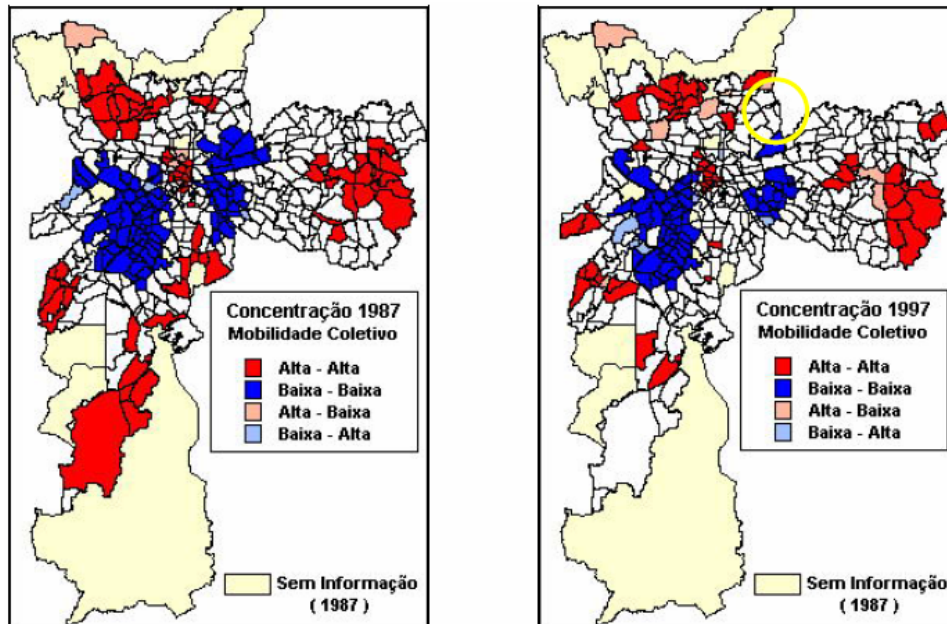 Concentração 1987
Mobilidade Coletivo
Alta - Alta
Baixa - Baixa
Alta - Baixa
Baixa - Alta
Sem Informação
( 1987 )
Concentração 1997
Mobilidade Coletivo
Alta - Alta
Baixa - Baixa
Alta - Baixa
Baixa - Alta
Sem Informação
( 1987 )